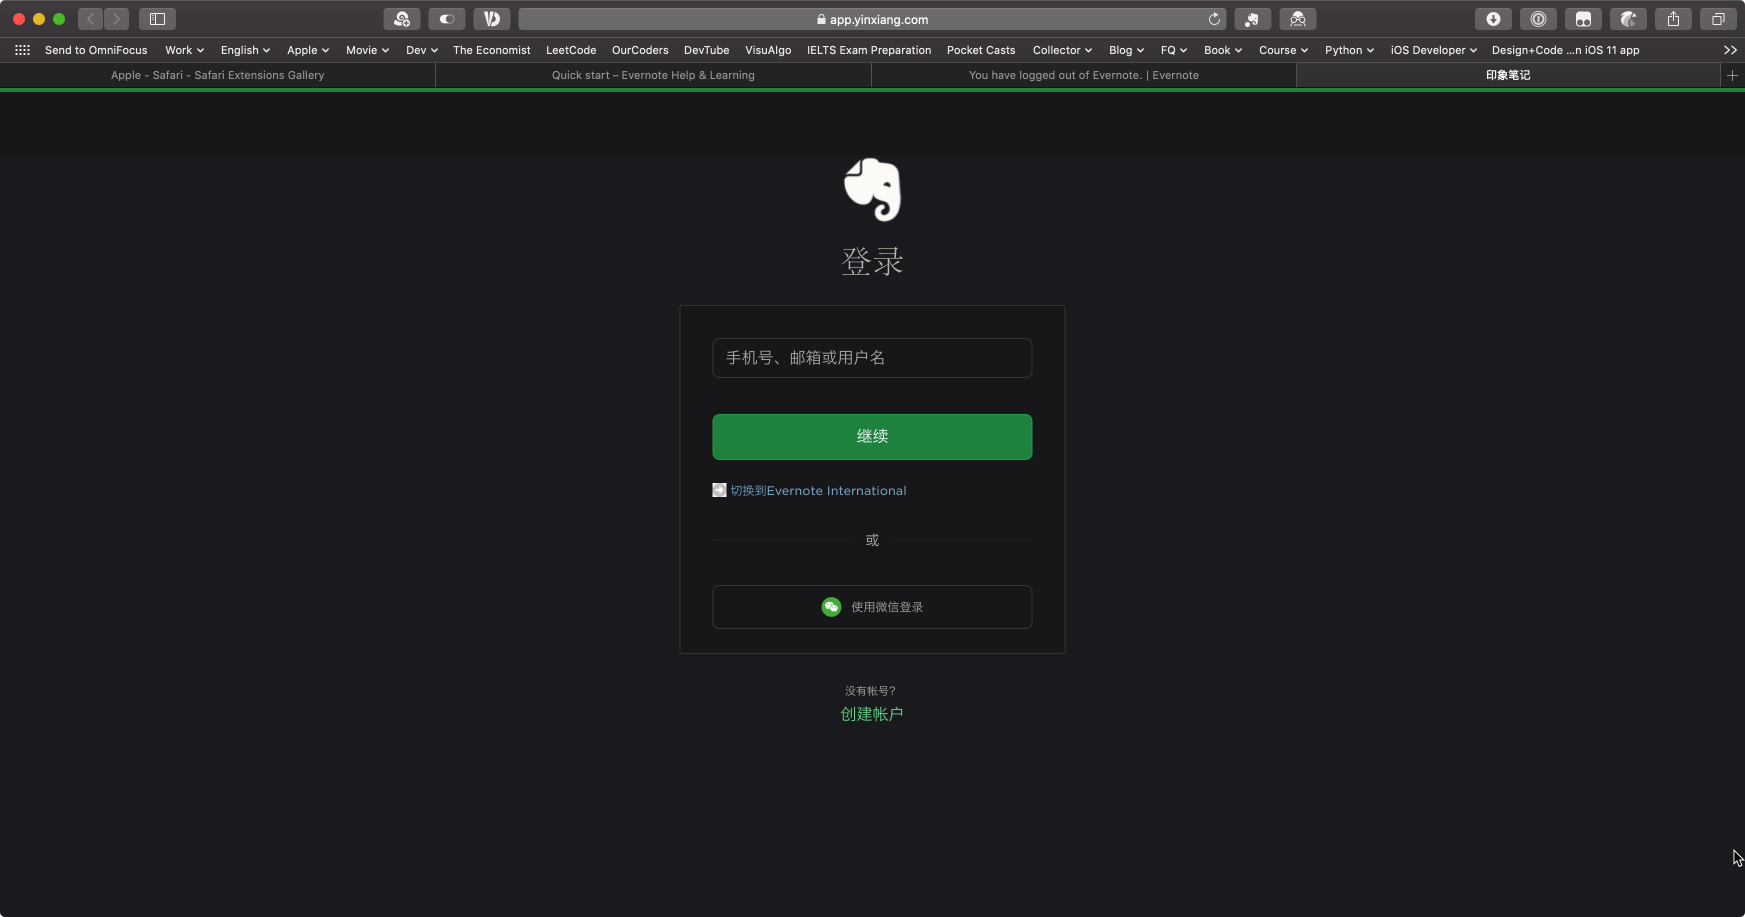 app.yinxiang.com
Send to OmniFocus Work English Apple Movie Dev The Economist LeetCode OurCoders DevTube VisuAlgo IELTS Exam Preparation Pocket Casts Collector Blog FQ Book Course Python iOS Developer Design+Code ...n iOS 11 app
Apple - Safari - Safari Extensions Gallery Quick start – Evernote Help & Learning You have logged out of Evernote. | Evernote 印象笔记
登录
手机号、邮箱或用户名
继续
切换到Evernote International
或
使用微信登录
没有帐号?
创建帐户